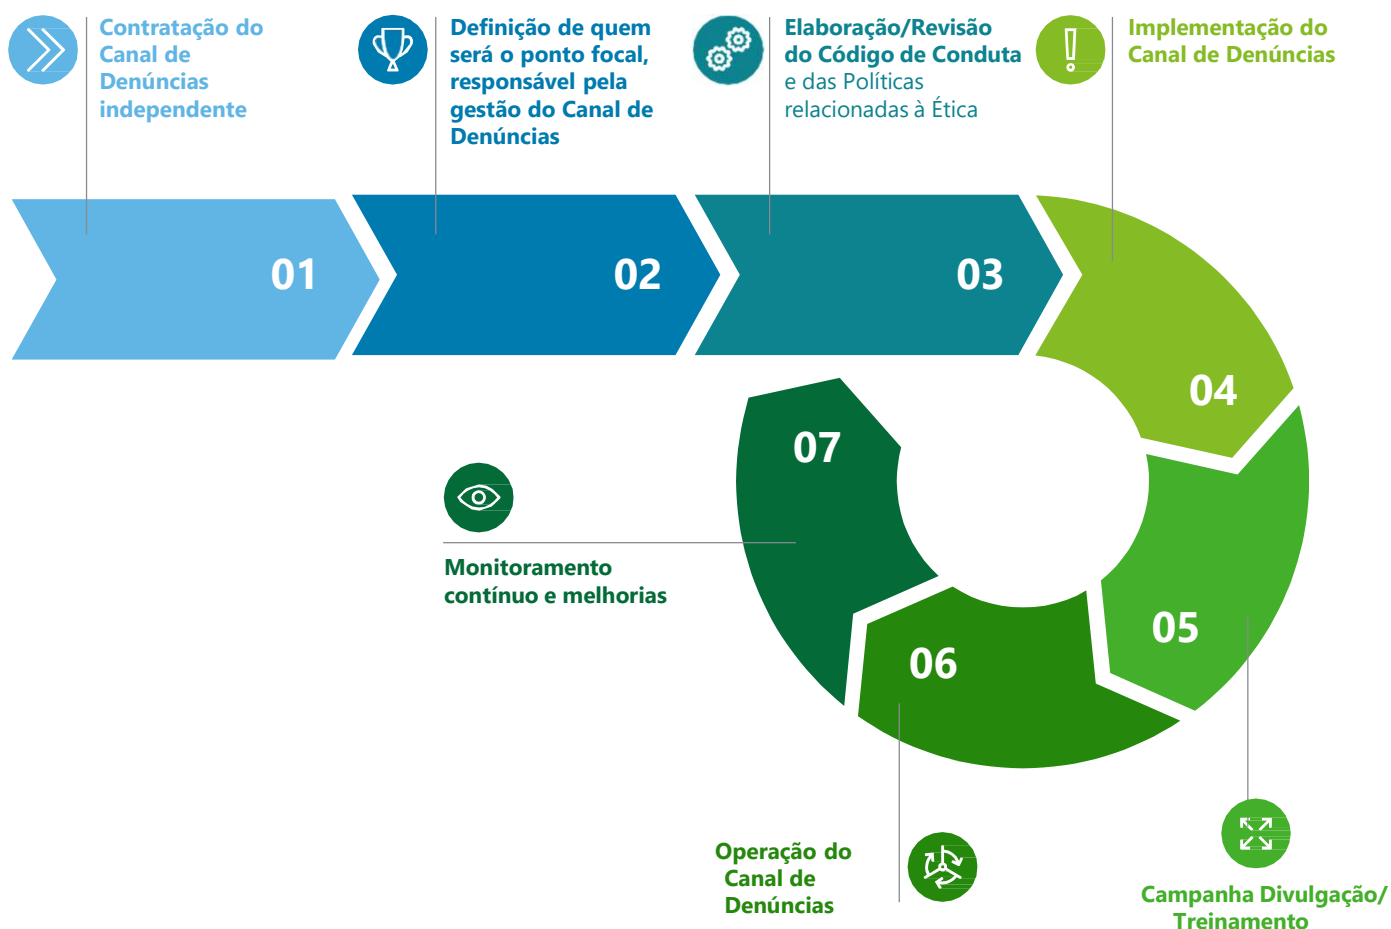 Contratação do
Canal de
Denúncias
independente
Definição de quem
será o ponto focal,
responsável pela
gestão do Canal de
Denúncias
Elaboração/Revisão
do Código de Conduta
e das Políticas
relacionadas à Ética
Implementação do
Canal de Denúncias
01
02
03
04
05
06
07
Monitoramento
contínuo e melhorias
Operação do
Canal de
Denúncias
Campanha Divulgação/
Treinamento